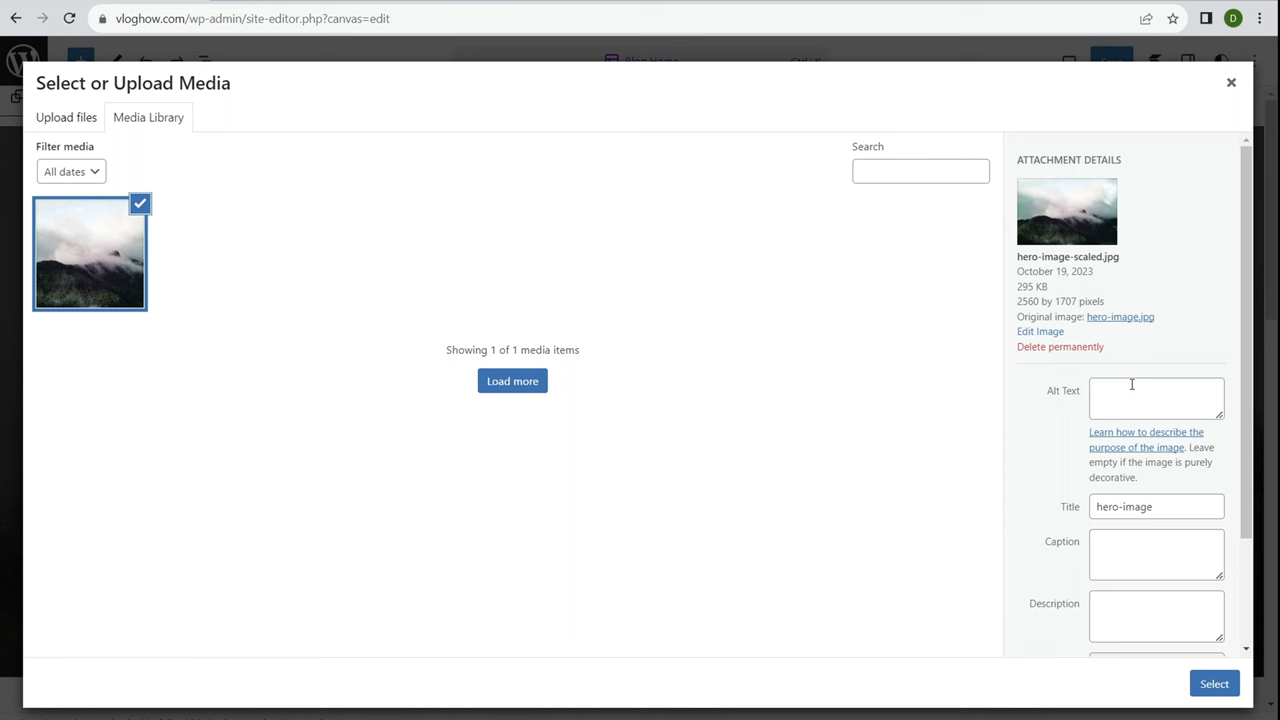 vloghow.com/wp-admin/site-editor.php?canvas=edit
D
Select or Upload Media
Upload files
Media Library
Filter media
All dates
Search
Showing 1 of 1 media items
Load more
ATTACHMENT DETAILS
hero-image-scaled.jpg
October 19, 2023
295 KB
2560 by 1707 pixels
Original image: hero-image.jpg
Edit Image
Delete permanently
Alt Text
Learn how to describe the
purpose of the image. Leave
empty if the image is purely
decorative.
Title
hero-image
Caption
Description
Select